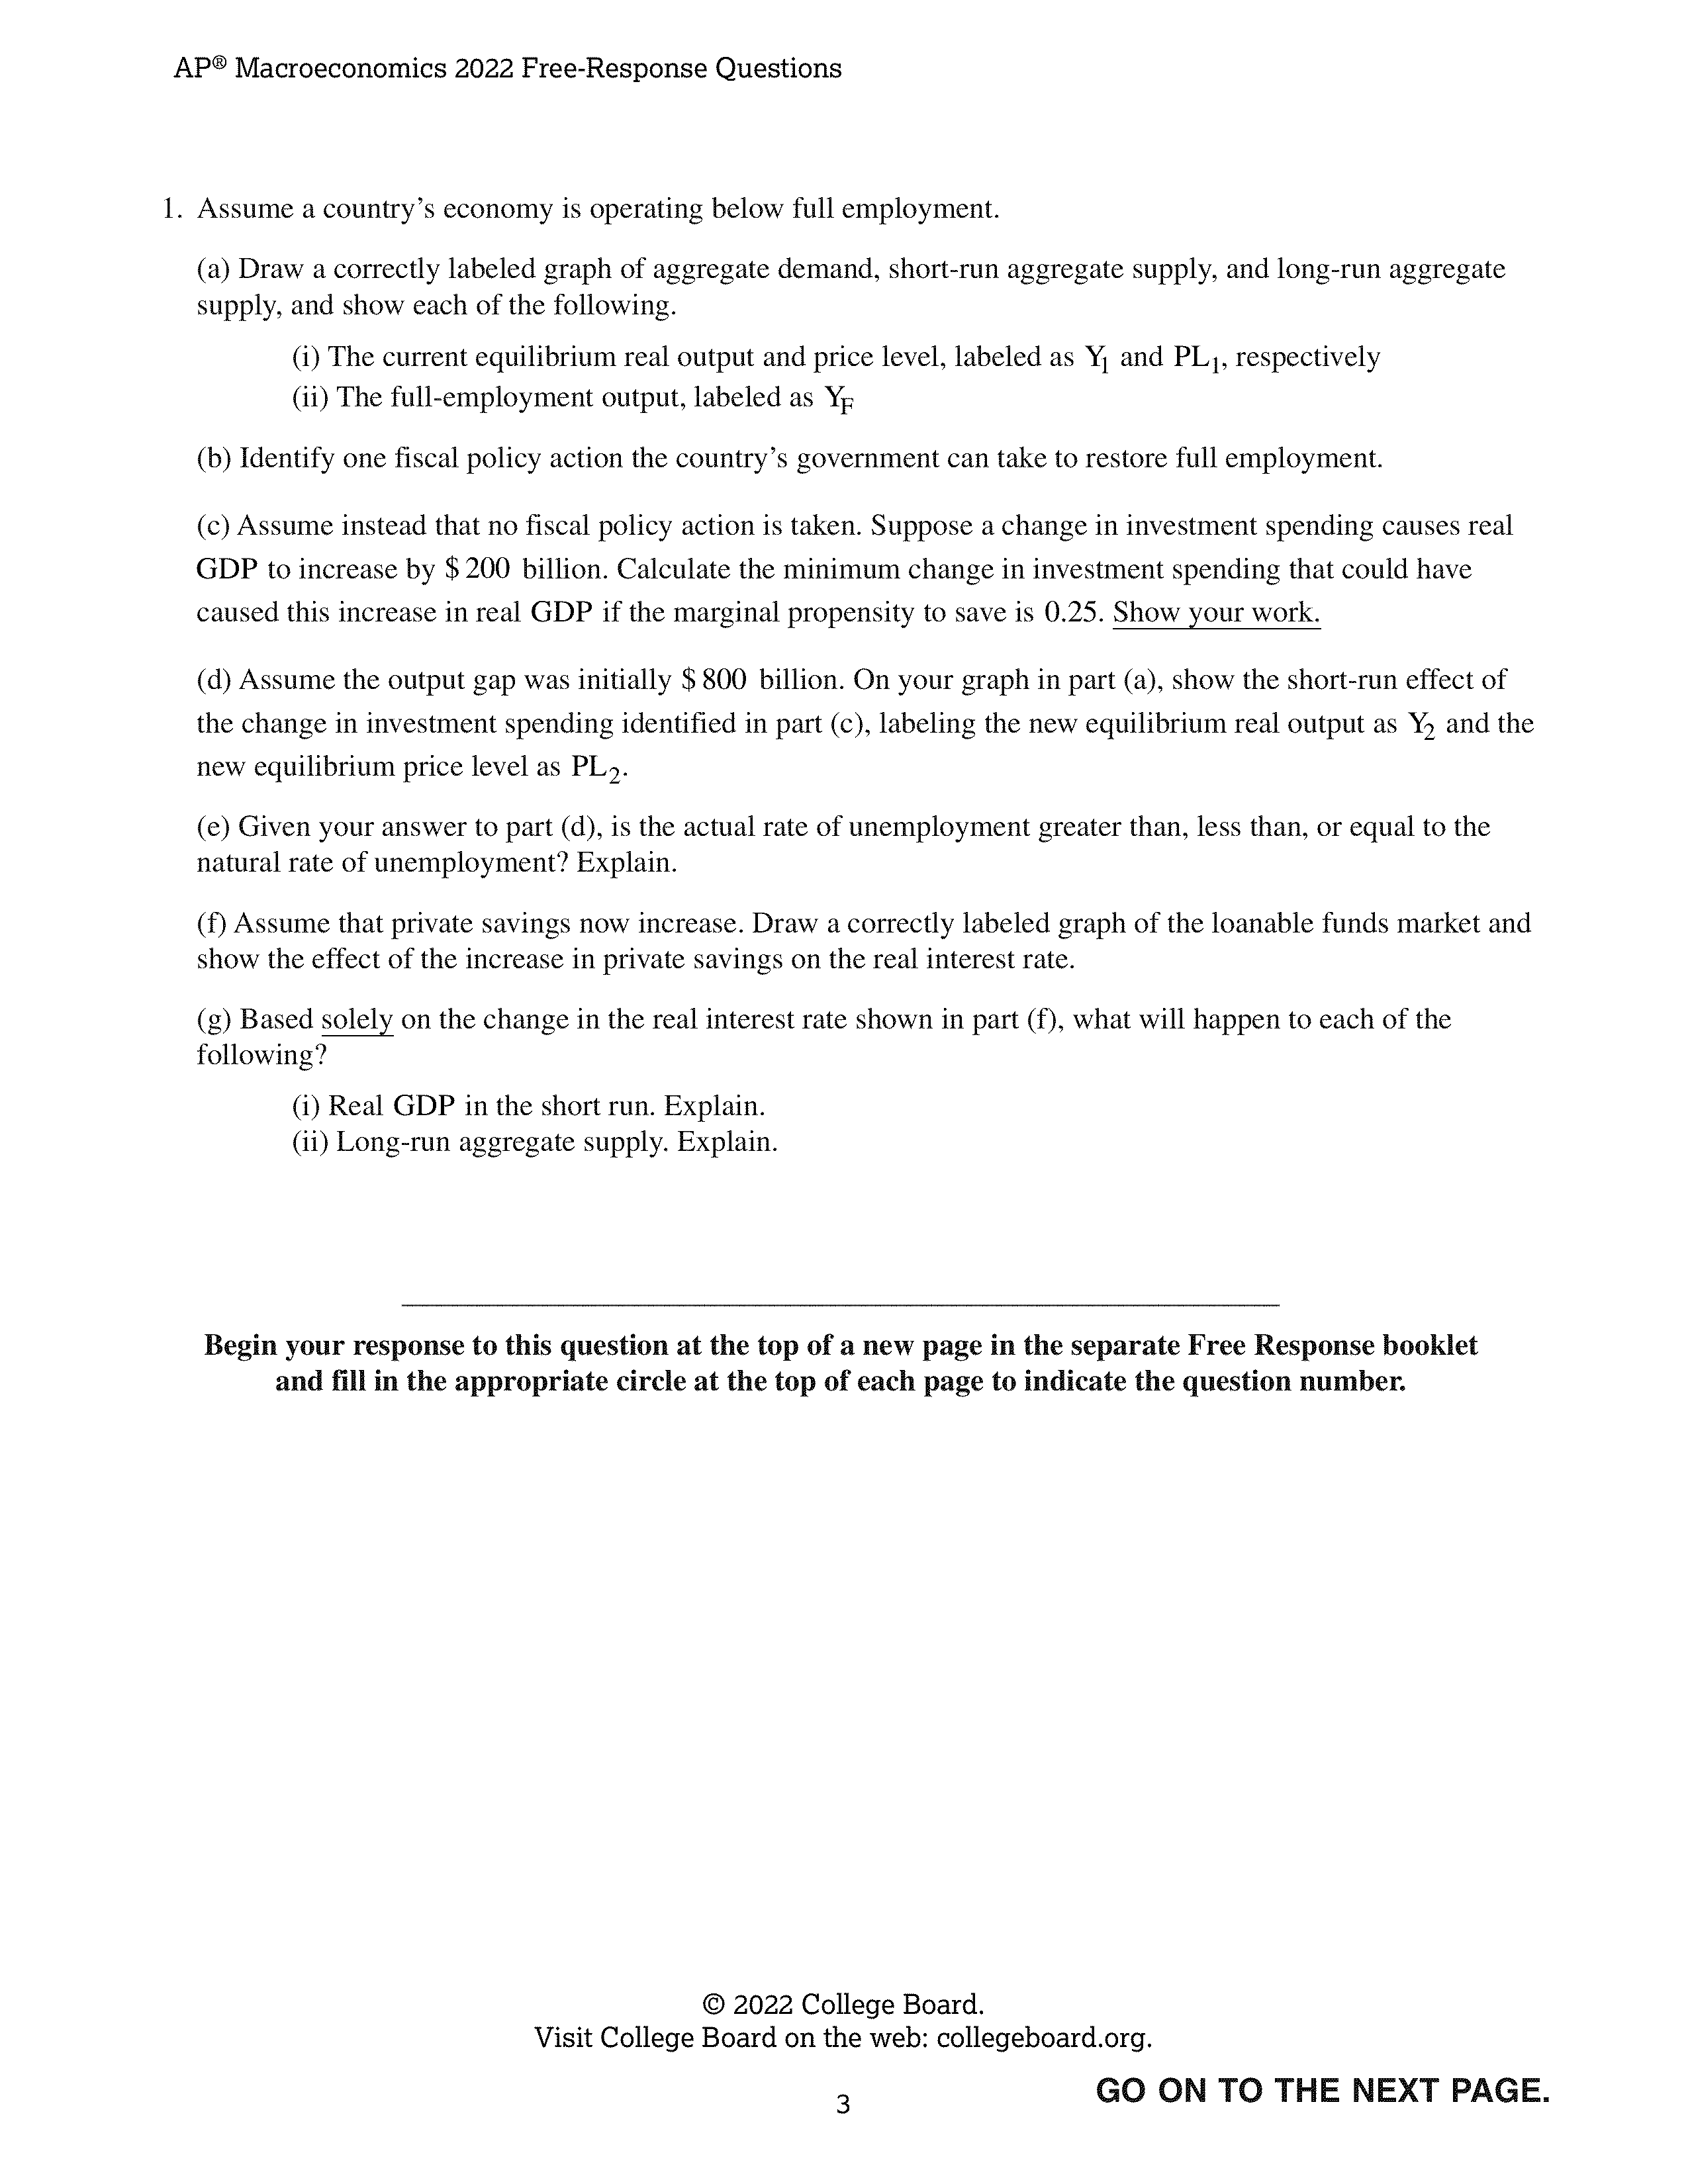 AP® Macroeconomics 2022 Free-Response Questions
1. Assume a country's economy is operating below full employment.
(a) Draw a correctly labeled graph of aggregate demand, short-run aggregate supply, and long-run aggregate
supply, and show each of the following.
(i) The current equilibrium real output and price level, labeled as Y₁ and PL₁, respectively
(ii) The full-employment output, labeled as Y_F
(b) Identify one fiscal policy action the country's government can take to restore full employment.
(c) Assume instead that no fiscal policy action is taken. Suppose a change in investment spending causes real
GDP to increase by $ 200 billion. Calculate the minimum change in investment spending that could have
caused this increase in real GDP if the marginal propensity to save is 0.25. Show your work.
(d) Assume the output gap was initially $ 800 billion. On your graph in part (a), show the short-run effect of
the change in investment spending identified in part (c), labeling the new equilibrium real output as Y₂ and the
new equilibrium price level as PL₂.
(e) Given your answer to part (d), is the actual rate of unemployment greater than, less than, or equal to the
natural rate of unemployment? Explain.
(f) Assume that private savings now increase. Draw a correctly labeled graph of the loanable funds market and
show the effect of the increase in private savings on the real interest rate.
(g) Based solely on the change in the real interest rate shown in part (f), what will happen to each of the
following?
(i) Real GDP in the short run. Explain.
(ii) Long-run aggregate supply. Explain.
Begin your response to this question at the top of a new page in the separate Free Response booklet
and fill in the appropriate circle at the top of each page to indicate the question number.
© 2022 College Board.
Visit College Board on the web: collegeboard.org.
GO ON TO THE NEXT PAGE.
3